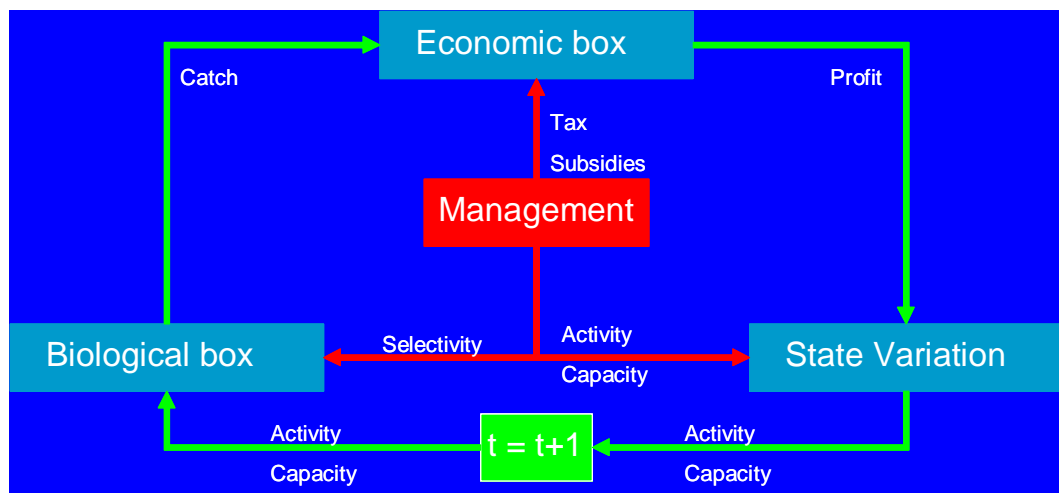 Economic box
Catch
Profit
Tax
Subsidies
Management
Biological box
Selectivity
Activity
Capacity
State Variation
Activity
Capacity
t = t+1
Activity
Capacity